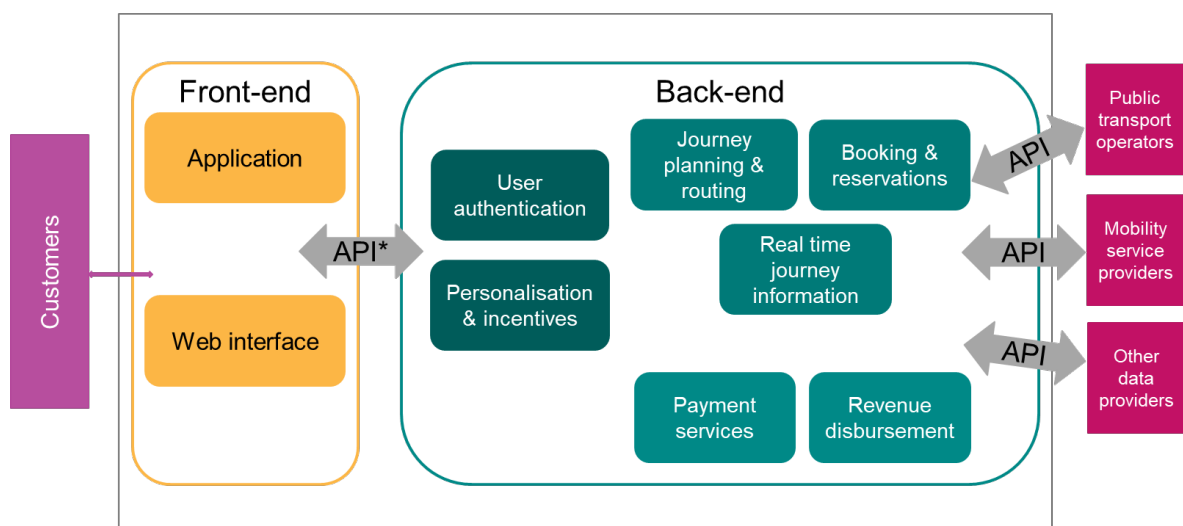 Customers
Front-end
Application
Web interface
API*
Back-end
User
authentication
Personalisation
& incentives
Journey
planning &
routing
Booking &
reservations
Real time
journey
information
Payment
services
Revenue
disbursement
API
API
API
Public
transport
operators
Mobility
service
providers
Other
data
providers